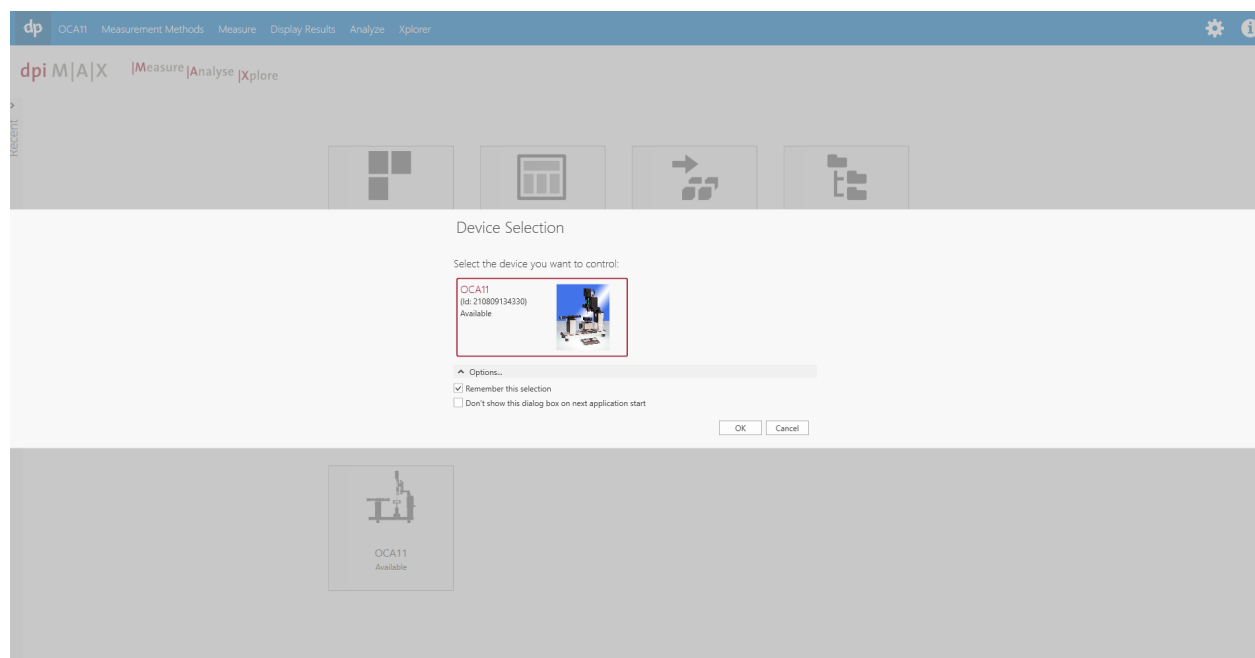 dp OCA11 Measurement Methods Measure Display Results Analyze Xplorer
dpi M|A|X |Measure |Analyse |Xplore
Recent
Device Selection
Select the device you want to control:
OCA11
(Id: 210809134330)
Available
Options...
Remember this selection
Don't show this dialog box on next application start
OK Cancel
OCA11
Available